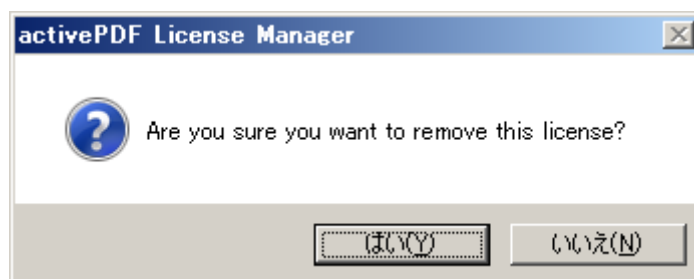 activePDF License Manager
Are you sure you want to remove this license?
はい(Y) いいえ(N)